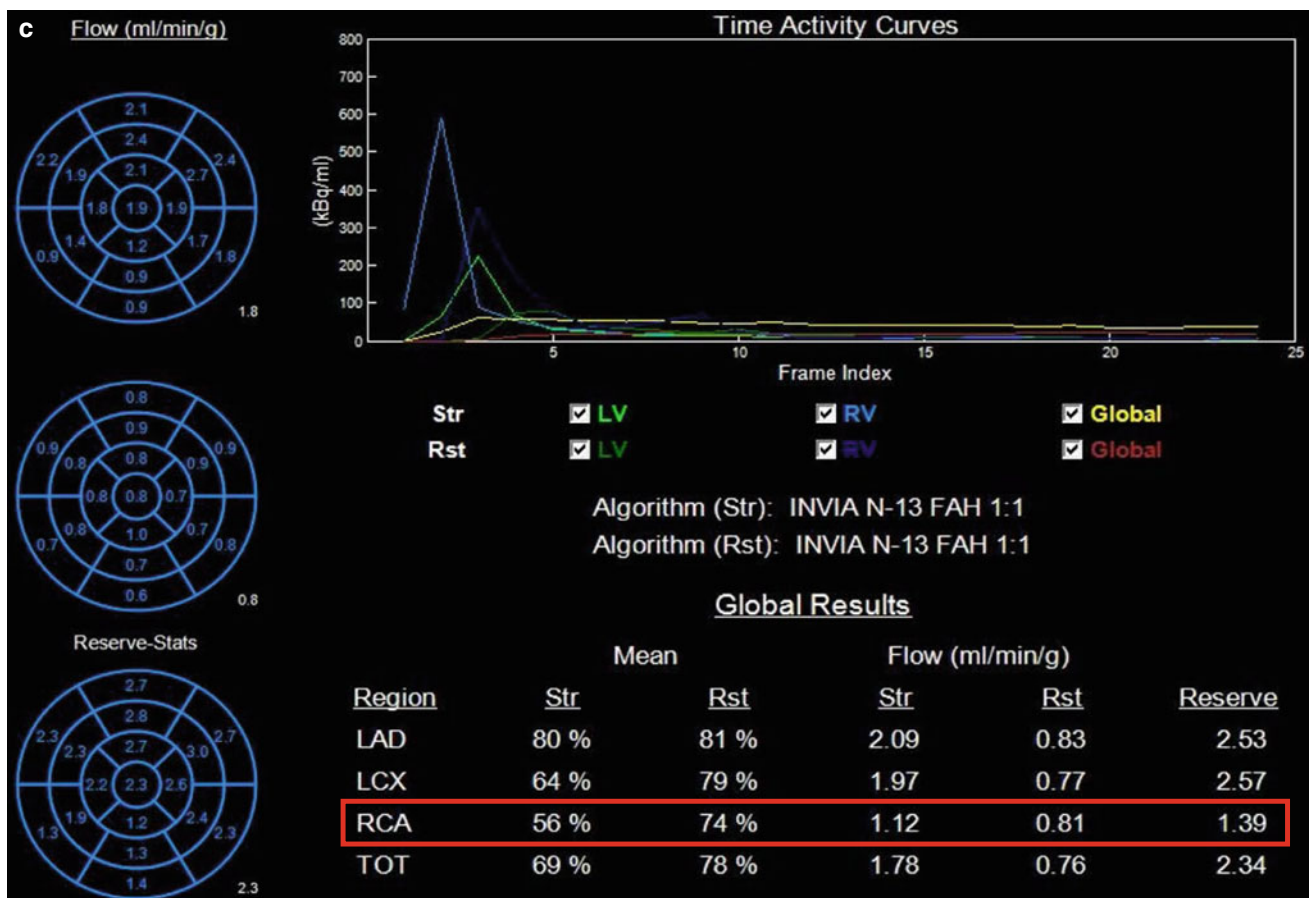 c
Flow (ml/min/g)
2.1
2.4
2.2 1.9 2.1 2.7 2.4
1.8 1.9 1.9
0.9 1.4 1.2 1.7 1.8
0.9
0.9
1.8
0.8
0.9
0.9 0.8 0.8 0.9 0.9
0.8 0.8 0.7
0.7 0.8 1.0 0.7 0.8
0.7
0.6
0.8
Reserve-Stats
2.7
2.8
2.3 2.3 2.7 3.0 2.7
2.2 2.3 2.6
1.3 1.9 1.2 2.4 2.3
1.3
1.4
2.3
Time Activity Curves
800
700
600
500
400
300
200
100
0
(kBq/ml)
5 10 15 20 25
Frame Index
Str LV RV Global
Rst LV RV Global
Algorithm (Str): INVIA N-13 FAH 1:1
Algorithm (Rst): INVIA N-13 FAH 1:1
Global Results
Mean Flow (ml/min/g)
Region Str Rst Str Rst Reserve
LAD 80 % 81 % 2.09 0.83 2.53
LCX 64 % 79 % 1.97 0.77 2.57
RCA 56 % 74 % 1.12 0.81 1.39
TOT 69 % 78 % 1.78 0.76 2.34